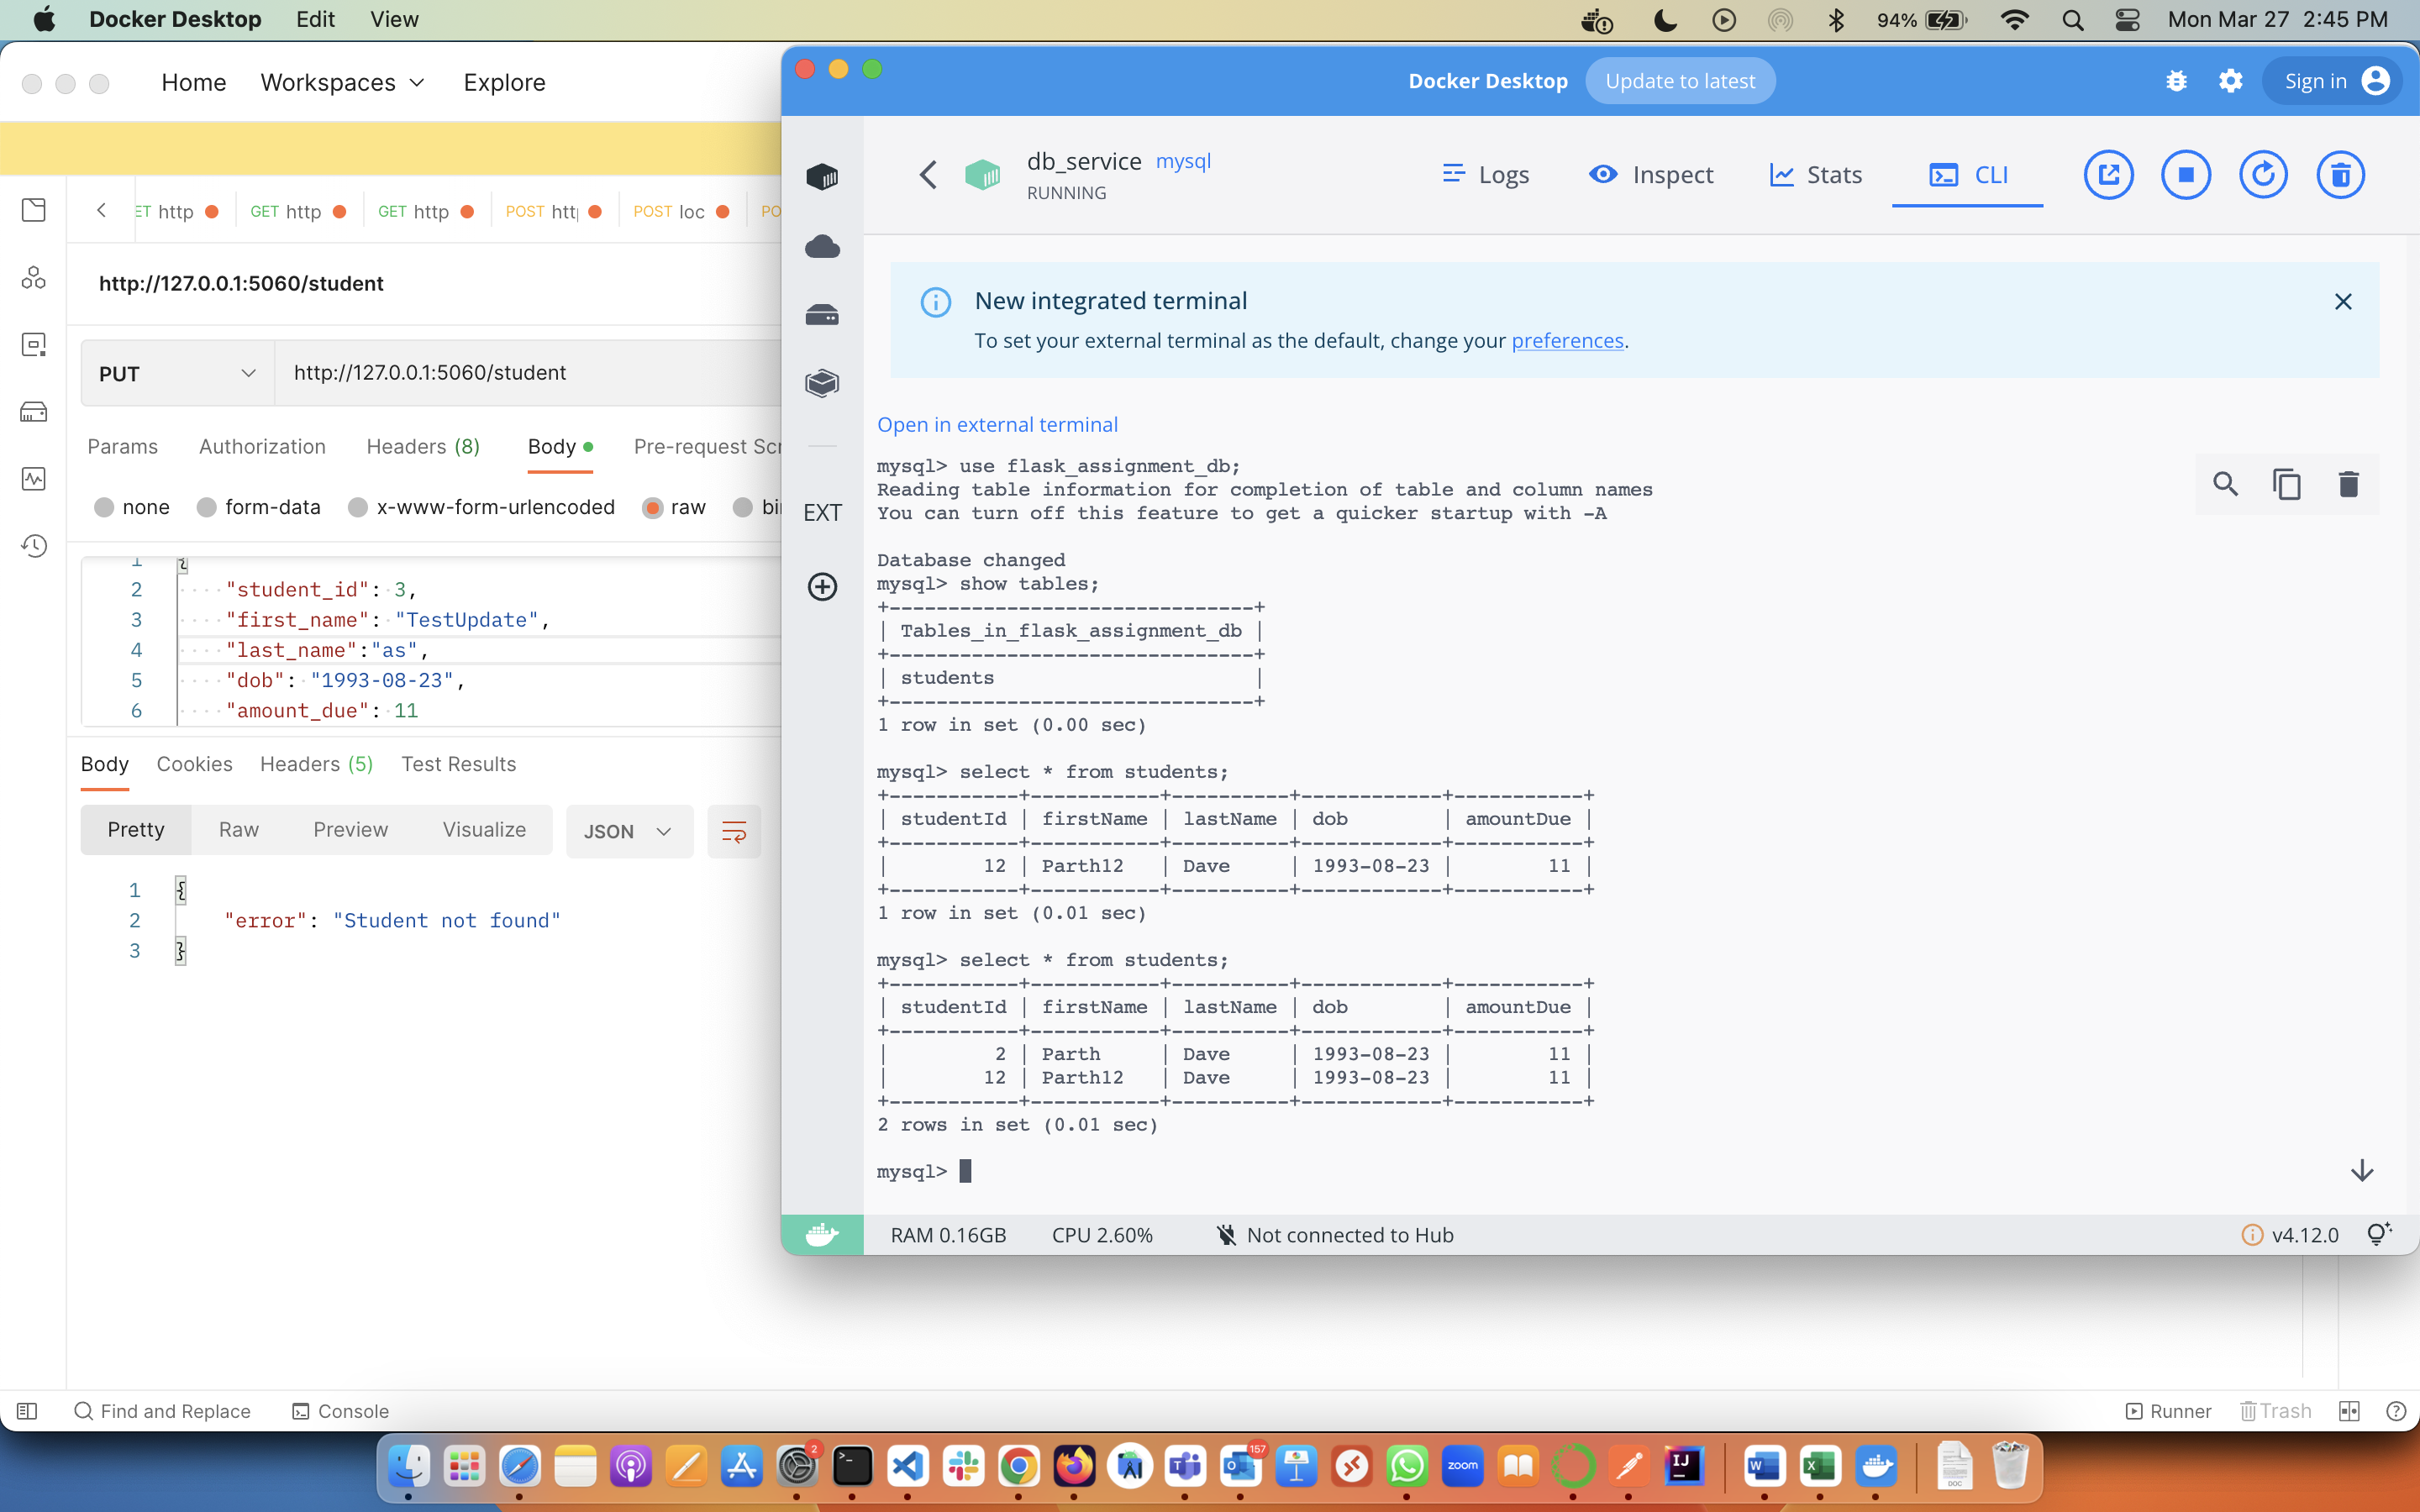 Docker Desktop Edit View 94% Mon Mar 27 2:45 PM
Home Workspaces Explore
Docker Desktop Update to latest Sign in
db_service mysql
RUNNING
Logs Inspect Stats CLI
ET http GET http GET http POST htt POST loc PO
http://127.0.0.1:5060/student
PUT http://127.0.0.1:5060/student
Params Authorization Headers (8) Body Pre-request Scr
none form-data x-www-form-urlencoded raw bi
1 {
2 "student_id": 3,
3 "first_name": "TestUpdate",
4 "last_name":"as",
5 "dob": "1993-08-23",
6 "amount_due": 11
Body Cookies Headers (5) Test Results
Pretty Raw Preview Visualize JSON
1 {
2 "error": "Student not found"
3 }
EXT
New integrated terminal
To set your external terminal as the default, change your preferences.
Open in external terminal
mysql> use flask_assignment_db;
Reading table information for completion of table and column names
You can turn off this feature to get a quicker startup with -A
Database changed
mysql> show tables;
+-------------------------------+
| Tables_in_flask_assignment_db |
+-------------------------------+
| students                      |
+-------------------------------+
1 row in set (0.00 sec)
mysql> select * from students;
+-----------+-----------+----------+------------+-----------+
| studentId | firstName | lastName | dob        | amountDue |
+-----------+-----------+----------+------------+-----------+
|        12 | Parth12   | Dave     | 1993-08-23 |        11 |
+-----------+-----------+----------+------------+-----------+
1 row in set (0.01 sec)
mysql> select * from students;
+-----------+-----------+----------+------------+-----------+
| studentId | firstName | lastName | dob        | amountDue |
+-----------+-----------+----------+------------+-----------+
|         2 | Parth     | Dave     | 1993-08-23 |        11 |
|        12 | Parth12   | Dave     | 1993-08-23 |        11 |
+-----------+-----------+----------+------------+-----------+
2 rows in set (0.01 sec)
mysql>
RAM 0.16GB CPU 2.60% Not connected to Hub v4.12.0
Find and Replace Console Runner Trash
2 157 zoom IJ W X DOC